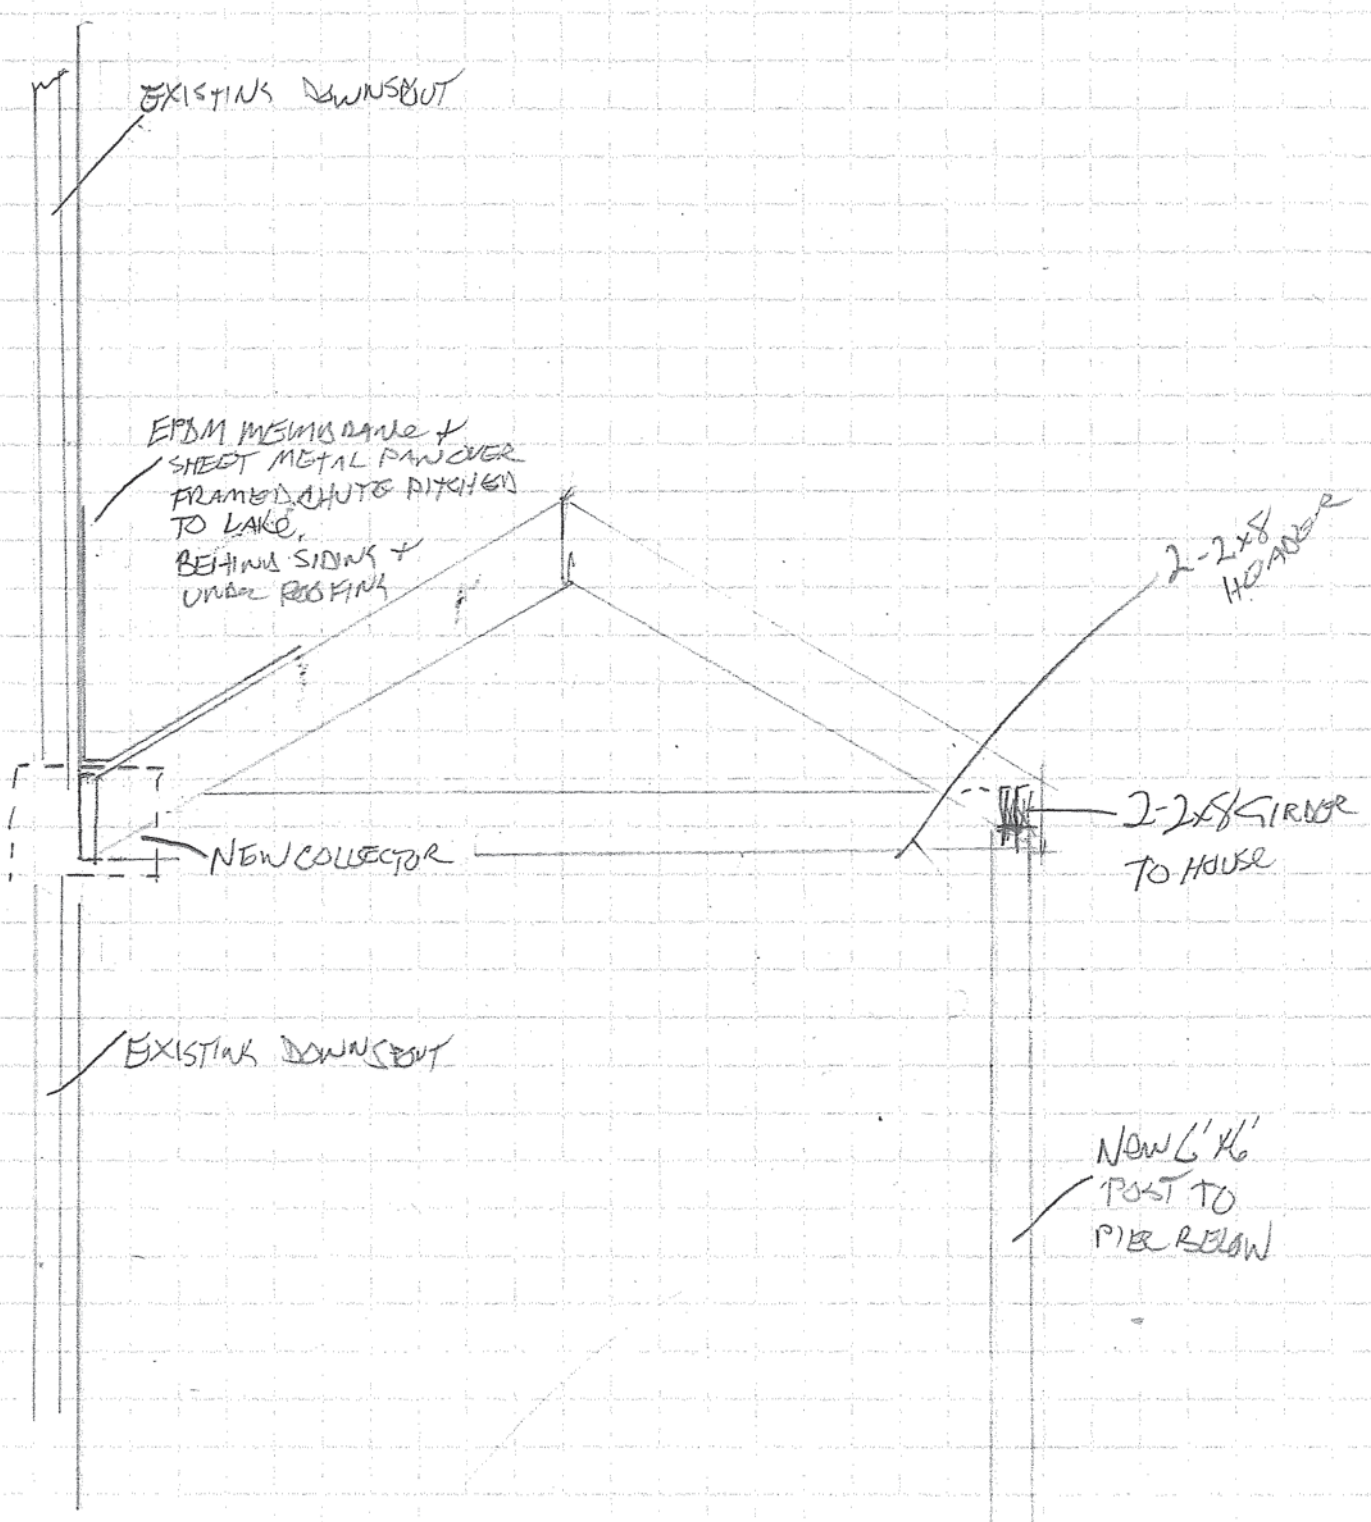 EXISTING DOWNSPOUT
EPDM MEMBRANE +
SHEET METAL PAN OVER
FRAMED CHUTE PITCHED
TO LAKE,
BEHIND SIDING +
UNDER ROOFING
2-2x8
HEADER
2-2x8 GIRDER
TO HOUSE
NEW COLLECTOR
EXISTING DOWNSPOUT
NEW 6'x6'
POST TO
PIER BELOW